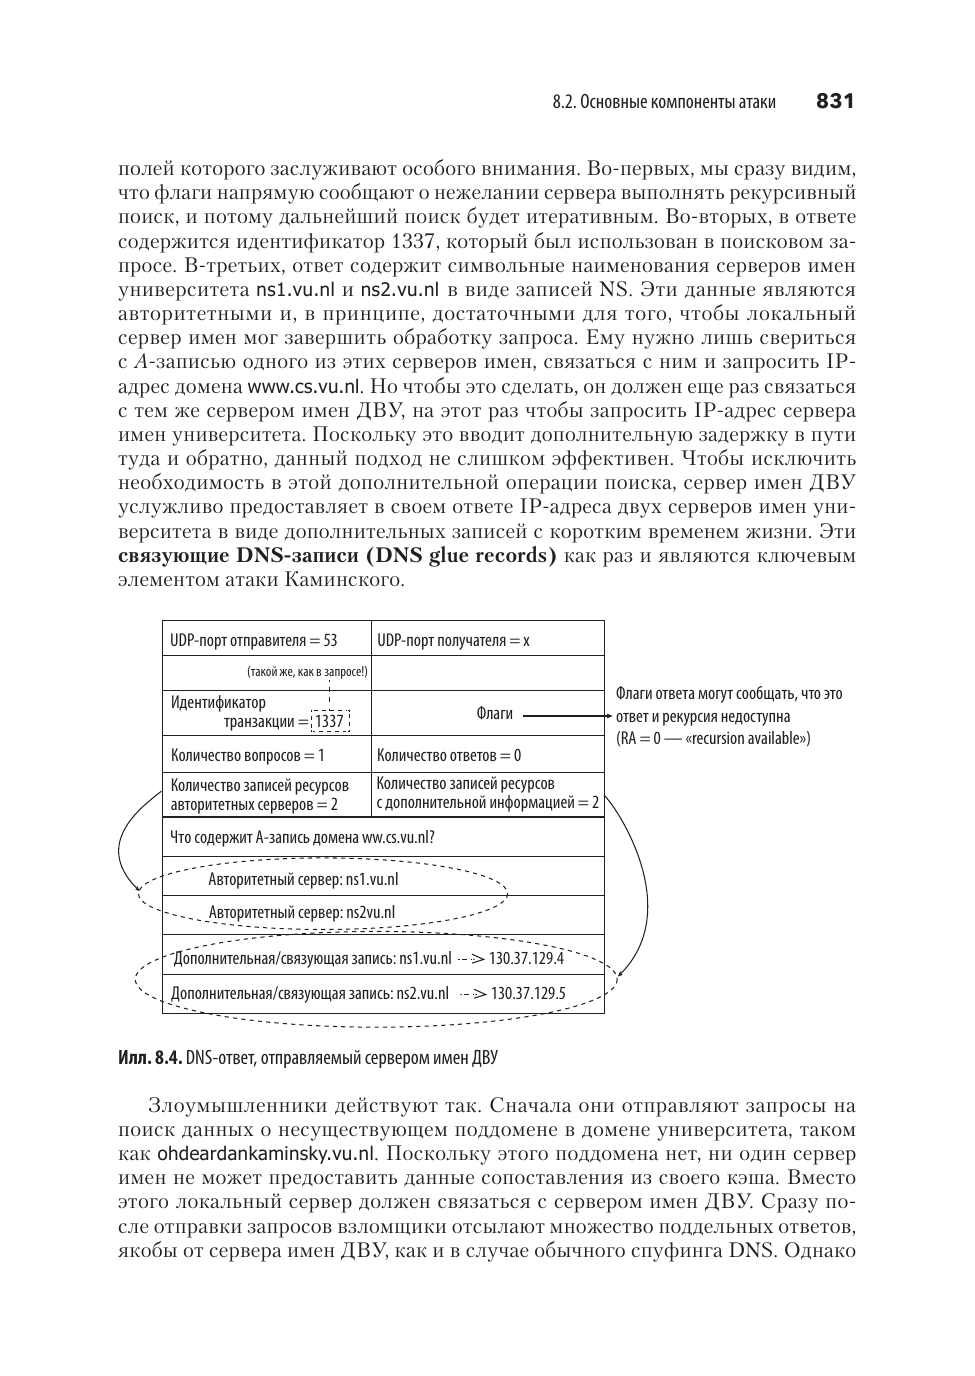 8.2. Основные компоненты атаки 831
полей которого заслуживают особого внимания. Во-первых, мы сразу видим,
что флаги напрямую сообщают о нежелании сервера выполнять рекурсивный
поиск, и потому дальнейший поиск будет итеративным. Во-вторых, в ответе
содержится идентификатор 1337, который был использован в поисковом за-
просе. В-третьих, ответ содержит символьные наименования серверов имен
университета ns1.vu.nl и ns2.vu.nl в виде записей NS. Эти данные являются
авторитетными и, в принципе, достаточными для того, чтобы локальный
сервер имен мог завершить обработку запроса. Ему нужно лишь свериться
с A-записью одного из этих серверов имен, связаться с ним и запросить IP-
адрес домена www.cs.vu.nl. Но чтобы это сделать, он должен еще раз связаться
с тем же сервером имен ДВУ, на этот раз чтобы запросить IP-адрес сервера
имен университета. Поскольку это вводит дополнительную задержку в пути
туда и обратно, данный подход не слишком эффективен. Чтобы исключить
необходимость в этой дополнительной операции поиска, сервер имен ДВУ
услужливо предоставляет в своем ответе IP-адреса двух серверов имен уни-
верситета в виде дополнительных записей с коротким временем жизни. Эти
связующие DNS-записи (DNS glue records) как раз и являются ключевым
элементом атаки Каминского.
UDP-порт отправителя = 53 UDP-порт получателя = x
(такой же, как в запросе!)
Идентификатор
транзакции = 1337
Флаги
Флаги ответа могут сообщать, что это
ответ и рекурсия недоступна
(RA = 0 — «recursion available»)
Количество вопросов = 1 Количество ответов = 0
Количество записей ресурсов
авторитетных серверов = 2
Количество записей ресурсов
с дополнительной информацией = 2
Что содержит A-запись домена ww.cs.vu.nl?
Авторитетный сервер: ns1.vu.nl
Авторитетный сервер: ns2vu.nl
Дополнительная/связующая запись: ns1.vu.nl --> 130.37.129.4
Дополнительная/связующая запись: ns2.vu.nl --> 130.37.129.5
Илл. 8.4. DNS-ответ, отправляемый сервером имен ДВУ
Злоумышленники действуют так. Сначала они отправляют запросы на
поиск данных о несуществующем поддомене в домене университета, таком
как ohdeardankaminsky.vu.nl. Поскольку этого поддомена нет, ни один сервер
имен не может предоставить данные сопоставления из своего кэша. Вместо
этого локальный сервер должен связаться с сервером имен ДВУ. Сразу по-
сле отправки запросов взломщики отсылают множество поддельных ответов,
якобы от сервера имен ДВУ, как и в случае обычного спуфинга DNS. Однако